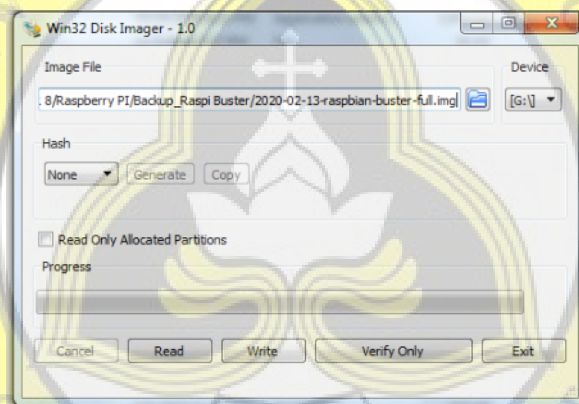 Win32 Disk Imager - 1.0
Image File
Device
. 8/Raspberry PI/Backup_Raspi Buster/2020-02-13-raspbian-buster-full.img
[G:\]
Hash
None Generate Copy
Read Only Allocated Partitions
Progress
Cancel Read Write Verify Only Exit